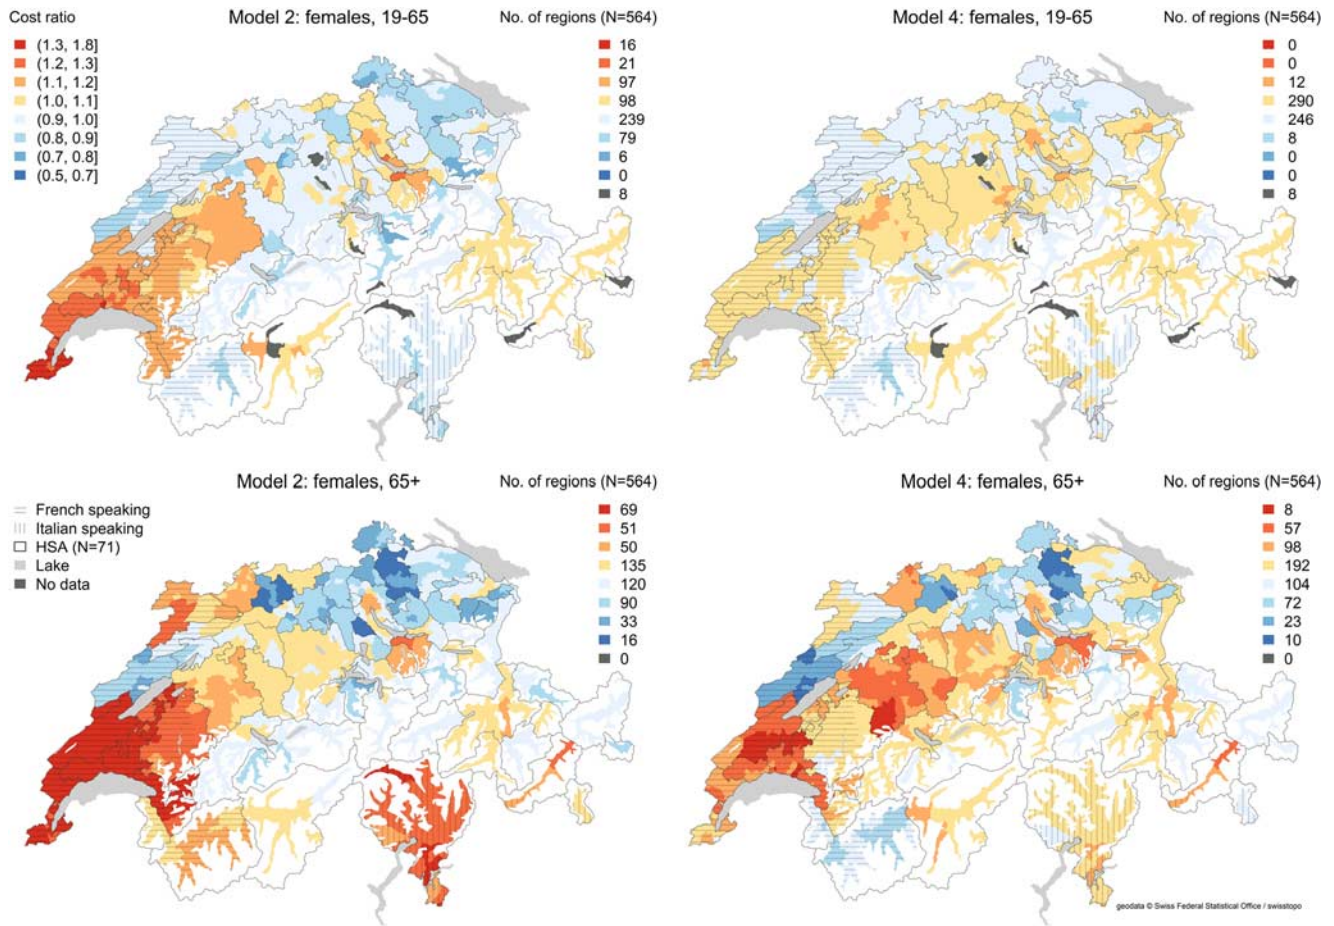 Cost ratio
Model 2: females, 19-65
No. of regions (N=564)
(1.3, 1.8]
(1.2, 1.3]
(1.1, 1.2]
(1.0, 1.1]
(0.9, 1.0]
(0.8, 0.9]
(0.7, 0.8]
(0.5, 0.7]
16
21
97
98
239
79
6
0
8
Model 4: females, 19-65
No. of regions (N=564)
0
0
12
290
246
8
0
0
8
Model 2: females, 65+
No. of regions (N=564)
French speaking
Italian speaking
HSA (N=71)
Lake
No data
69
51
50
135
120
90
33
16
0
Model 4: females, 65+
No. of regions (N=564)
8
57
98
192
104
72
23
10
0
geodata © Swiss Federal Statistical Office / swisstopo